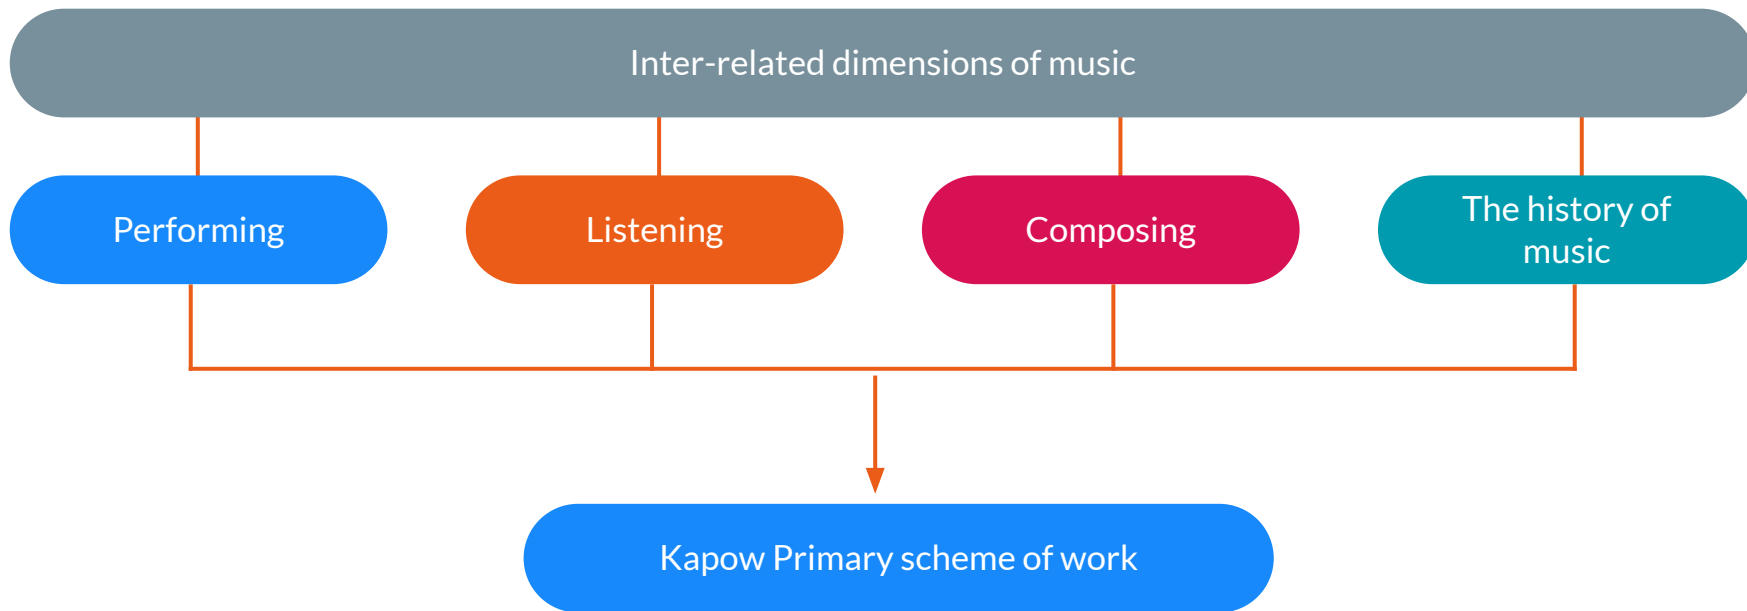 Inter-related dimensions of music
Performing
Listening
Composing
The history of
music
Kapow Primary scheme of work